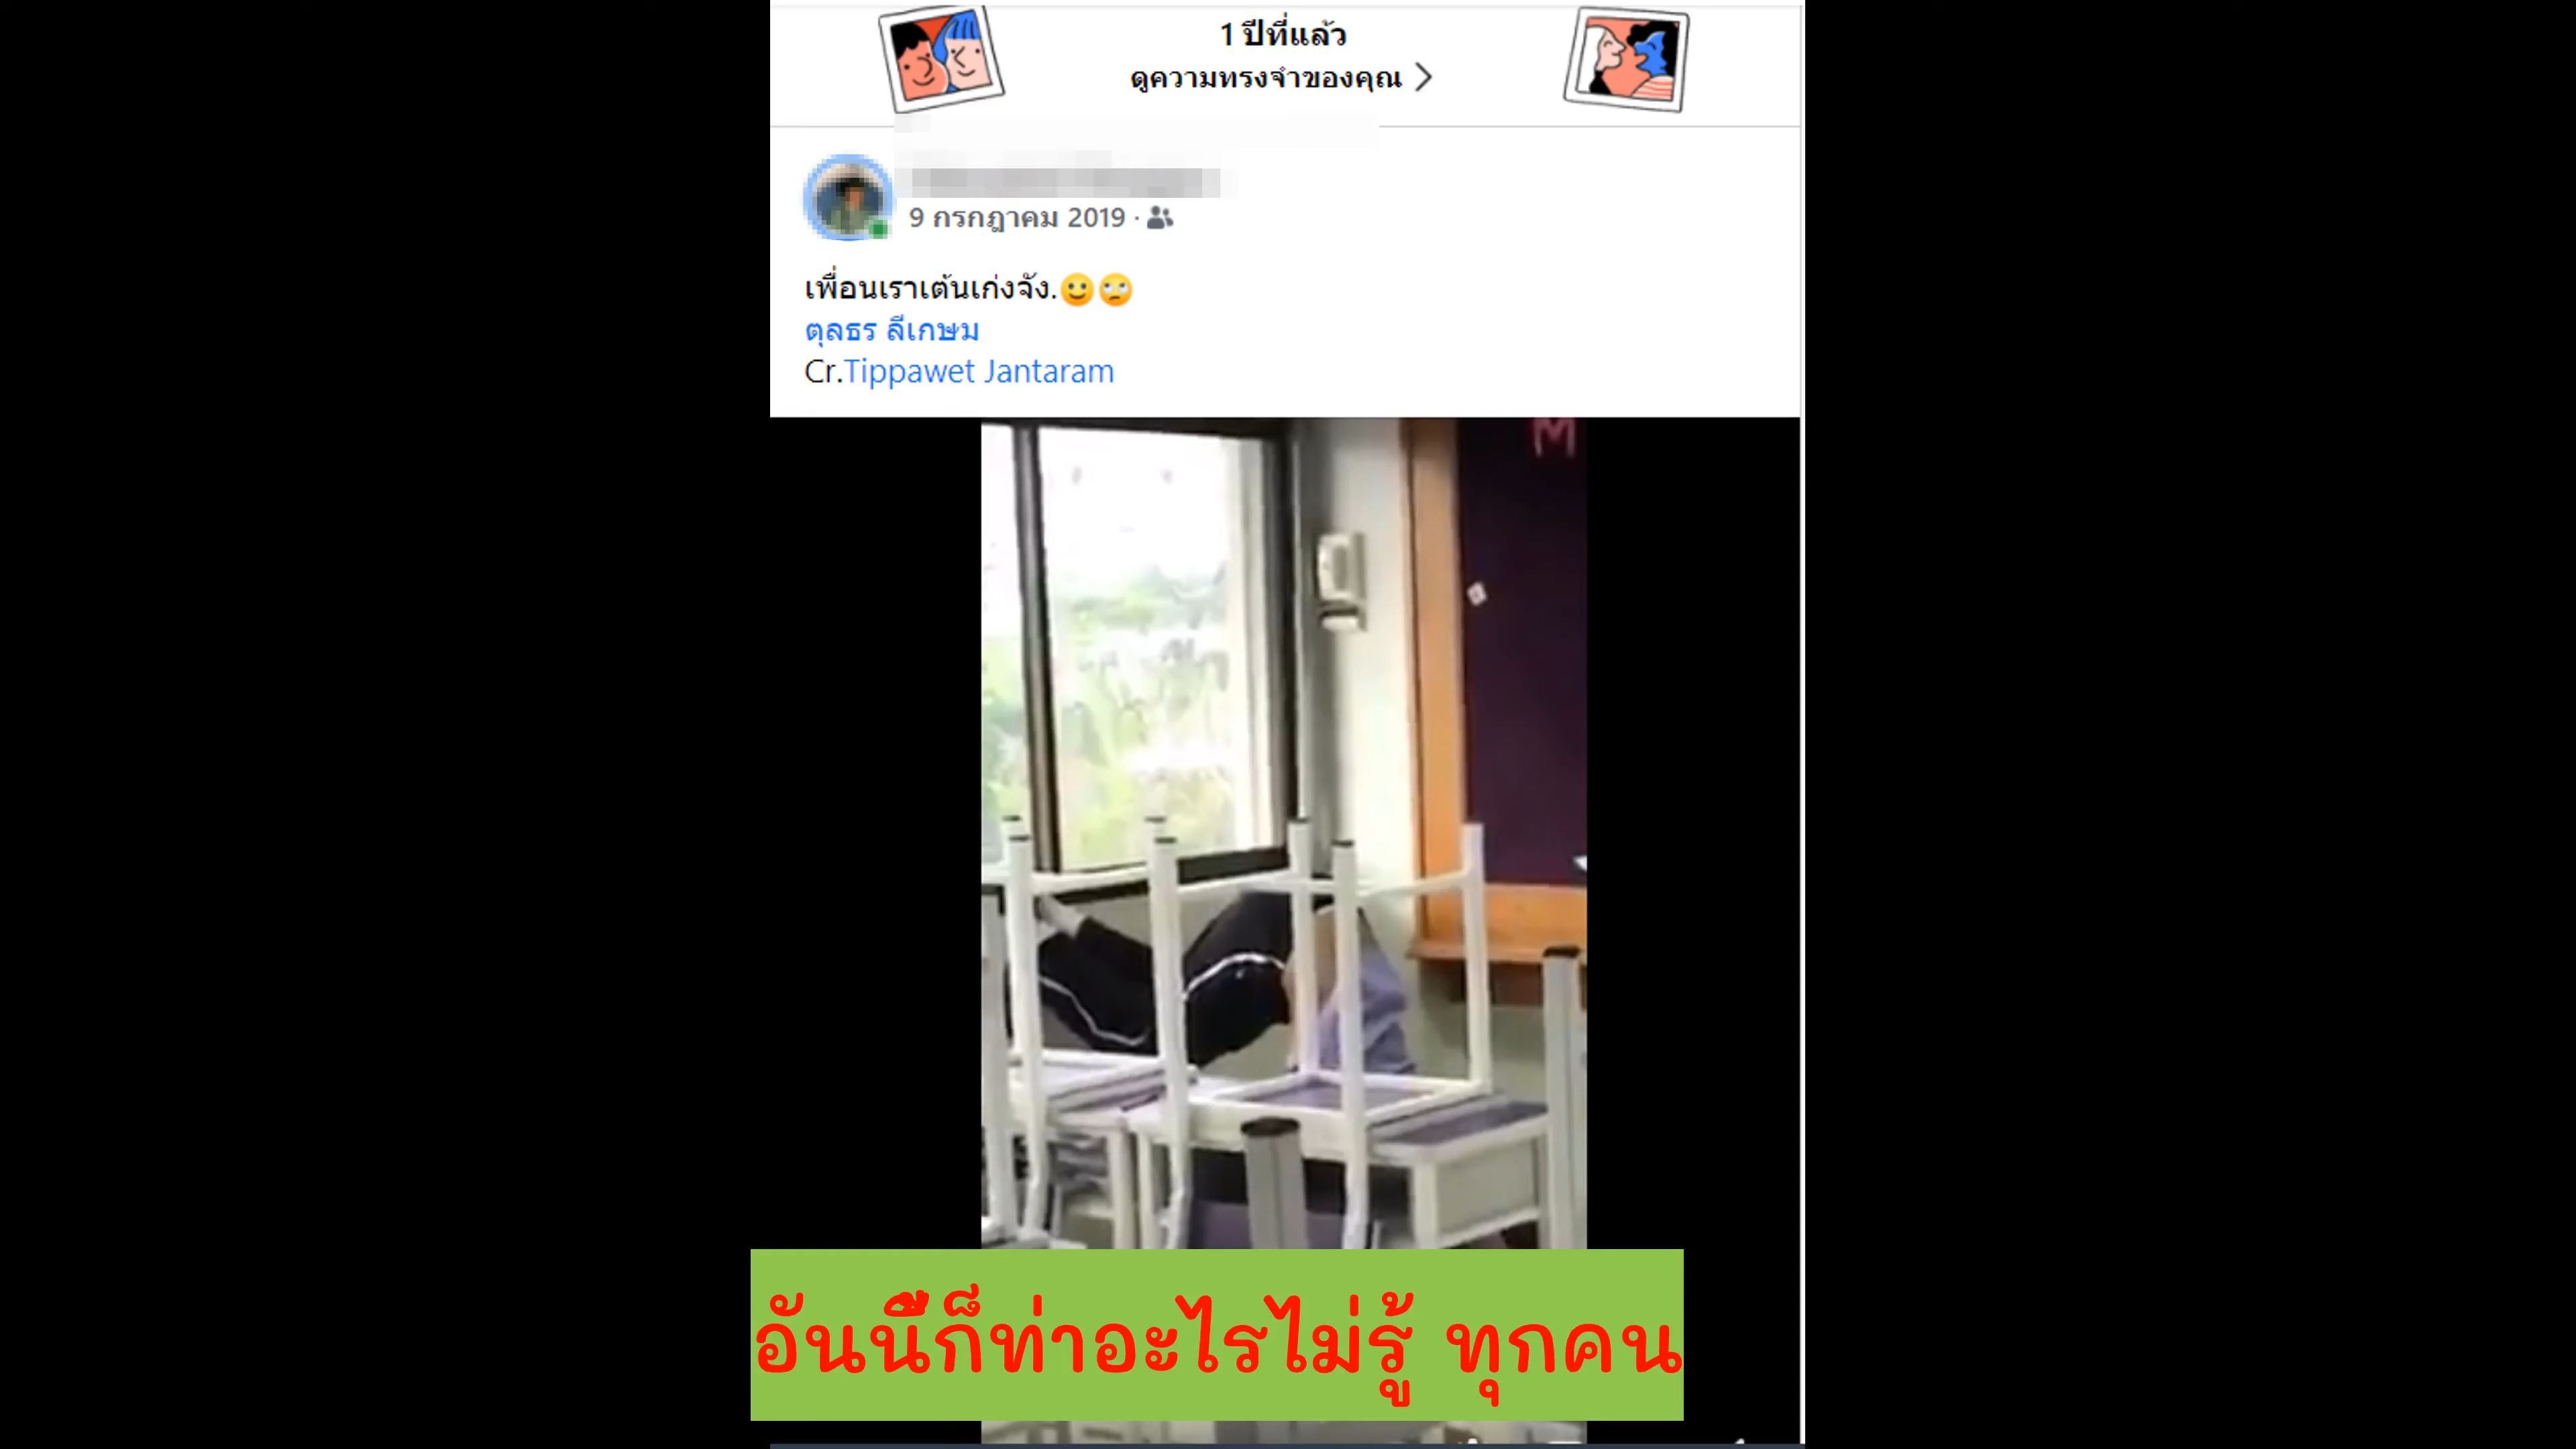 1 ปีที่แล้ว
ดูความทรงจำของคุณ
9 กรกฎาคม 2019 ·
เพื่อนเราเต้นเก่งจัง.🙂🙄
ตุลธร ลีเกษม
Cr.Tippawet Jantaram
M
อันนี้ก็ท่าอะไรไม่รู้ ทุกคน